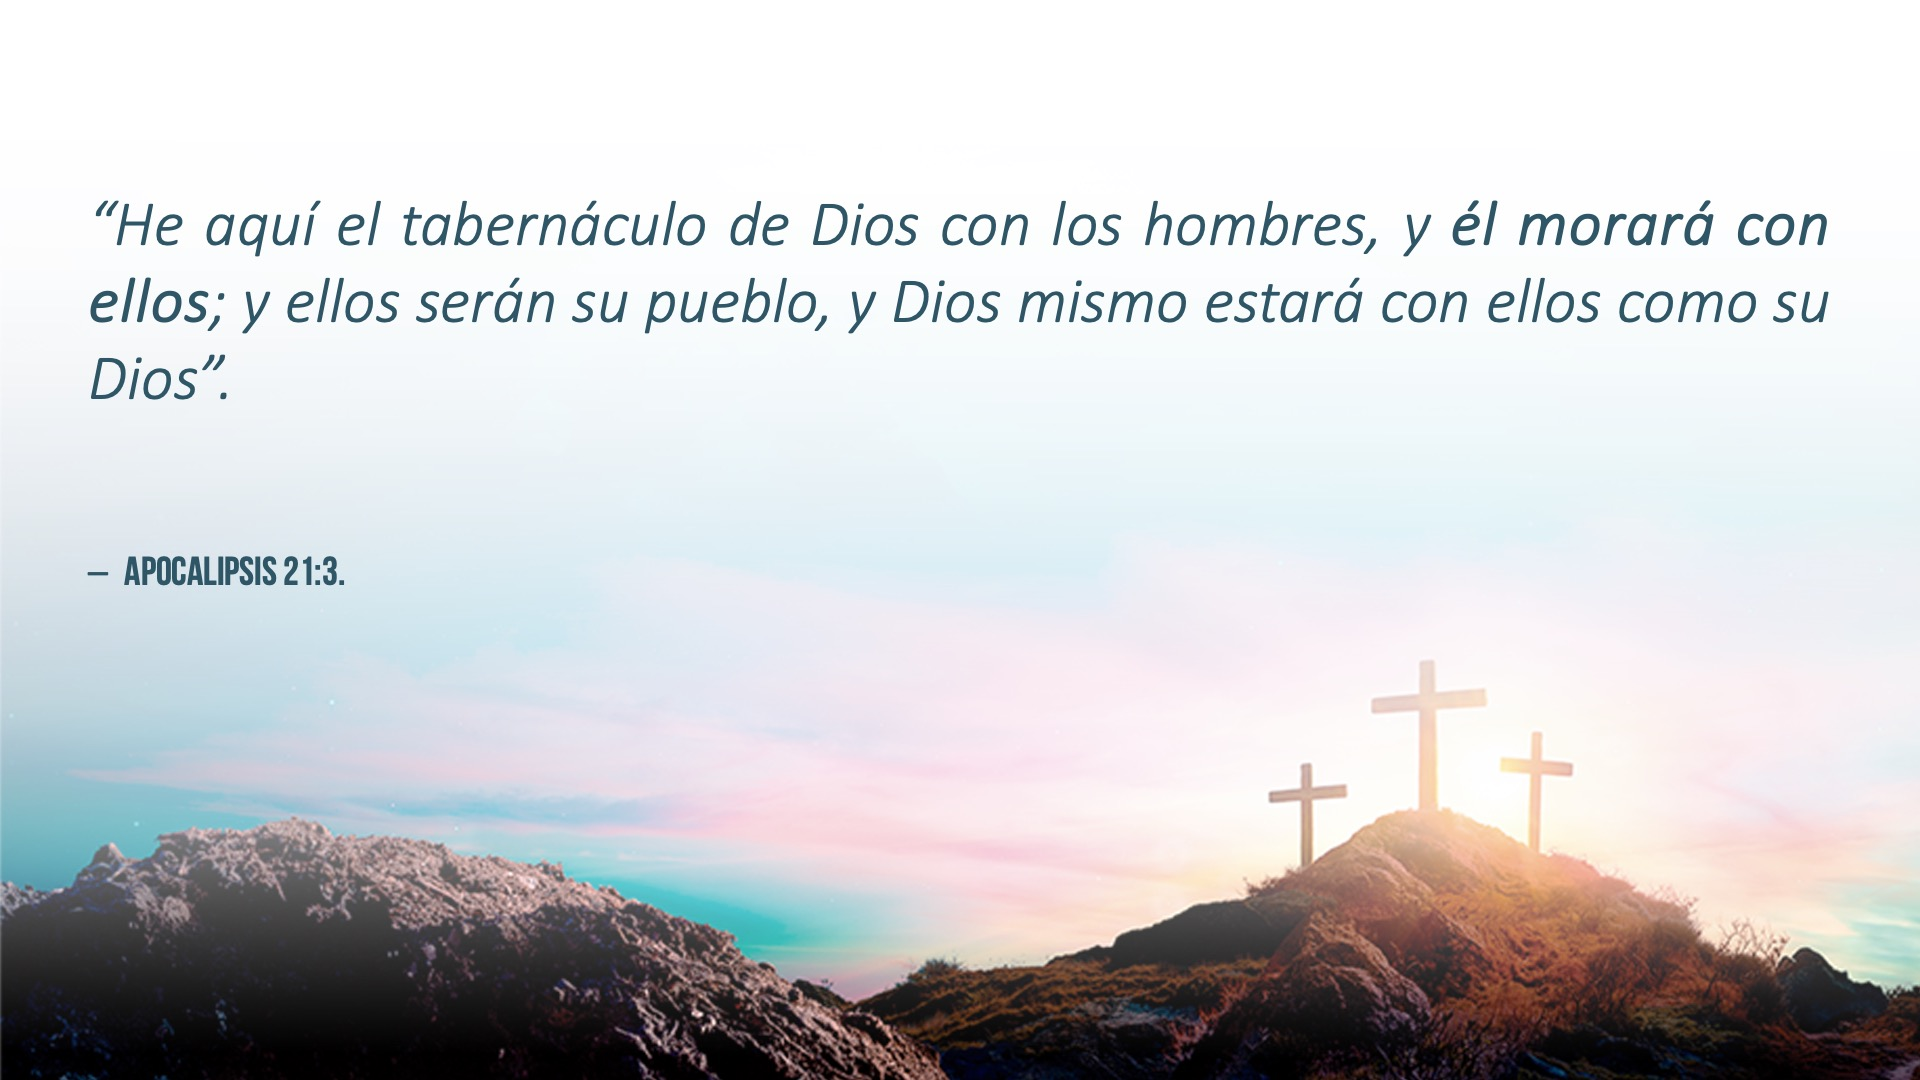 “He aquí el tabernáculo de Dios con los hombres, y él morará con
ellos; y ellos serán su pueblo, y Dios mismo estará con ellos como su
Dios”.
– APOCALIPSIS 21:3.